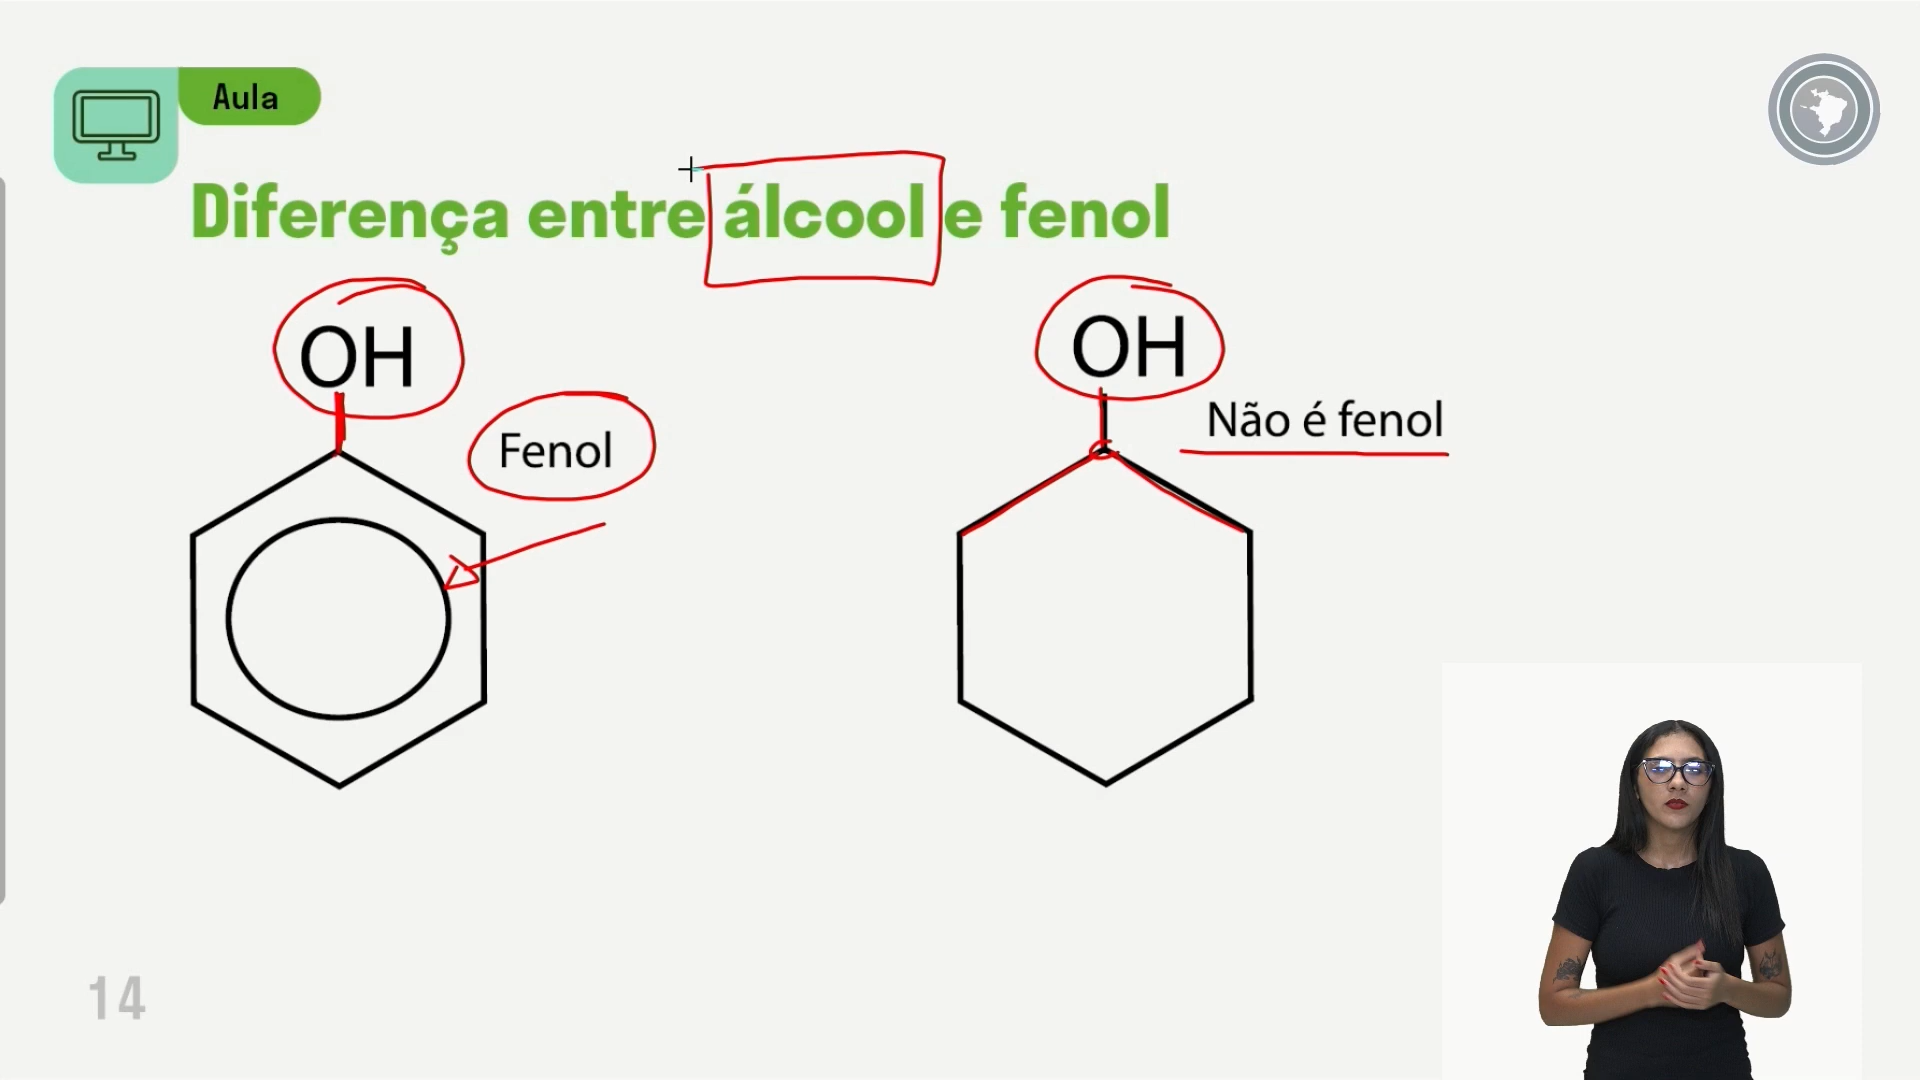 Aula
Diferença entre álcool e fenol
OH
OH
Não é fenol
Fenol
14